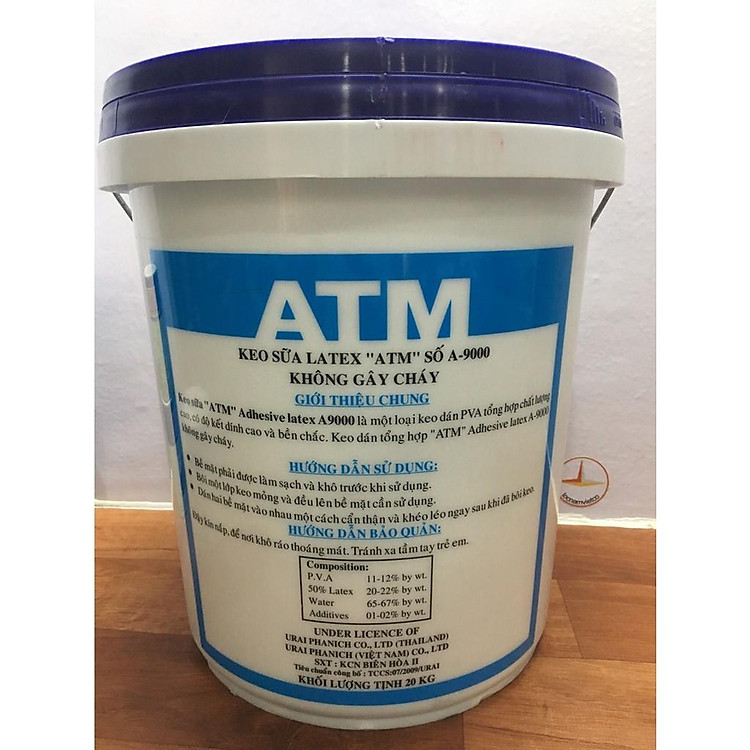 ATM
KEO SỮA LATEX "ATM" SỐ A-9000
KHÔNG GÂY CHÁY
GIỚI THIỆU CHUNG
Keo sữa "ATM" Adhesive latex A9000 là một loại keo dán PVA tổng hợp chất lượng
cao, có độ kết dính cao và bền chắc. Keo dán tổng hợp "ATM" Adhesive latex A-9000
không gây cháy.
HƯỚNG DẪN SỬ DỤNG:
• Bề mặt phải được làm sạch và khô trước khi sử dụng.
• Bôi một lớp keo mỏng và đều lên bề mặt cần sử dụng.
• Dán hai bề mặt vào nhau một cách cẩn thận và khéo léo ngay sau khi đã bôi keo.
HƯỚNG DẪN BẢO QUẢN:
Đậy kín nắp, để nơi khô ráo thoáng mát. Tránh xa tầm tay trẻ em.
Composition:
P.V.A 11-12% by wt.
50% Latex 20-22% by wt.
Water 65-67% by wt.
Additives 01-02% by wt.
UNDER LICENCE OF
URAI PHANICH CO., LTD (THAILAND)
URAI PHANICH (VIỆT NAM) CO., LTD
SXT : KCN BIÊN HÒA II
Tiêu chuẩn công bố : TCCS:07/2009/URAI
KHỐI LƯỢNG TỊNH 20 KG
locnamvietco